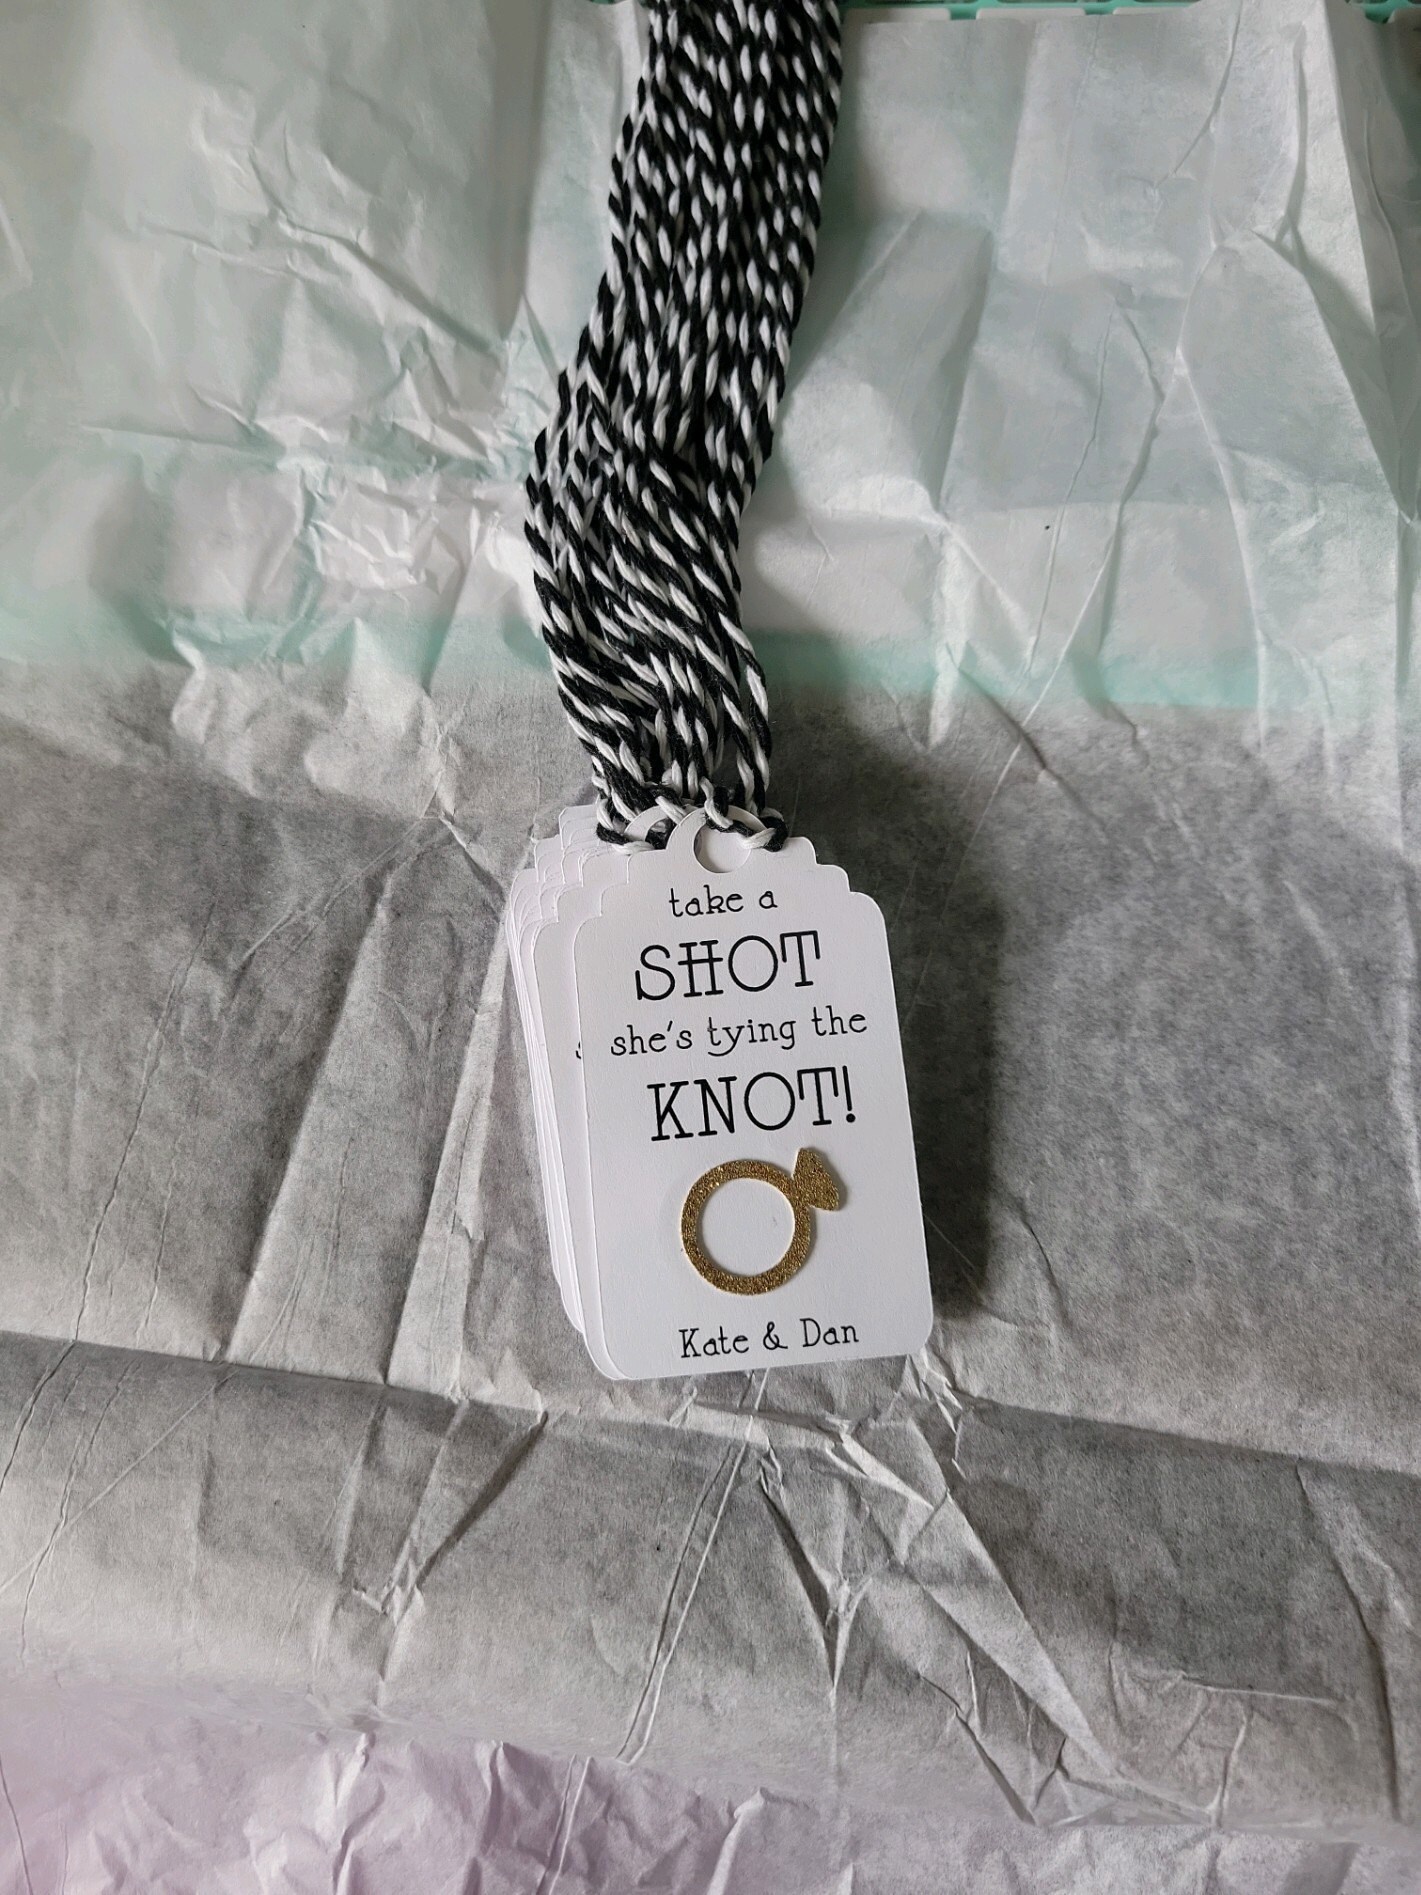 take a
SHOT
she's tying the
KNOT!
Kate & Dan